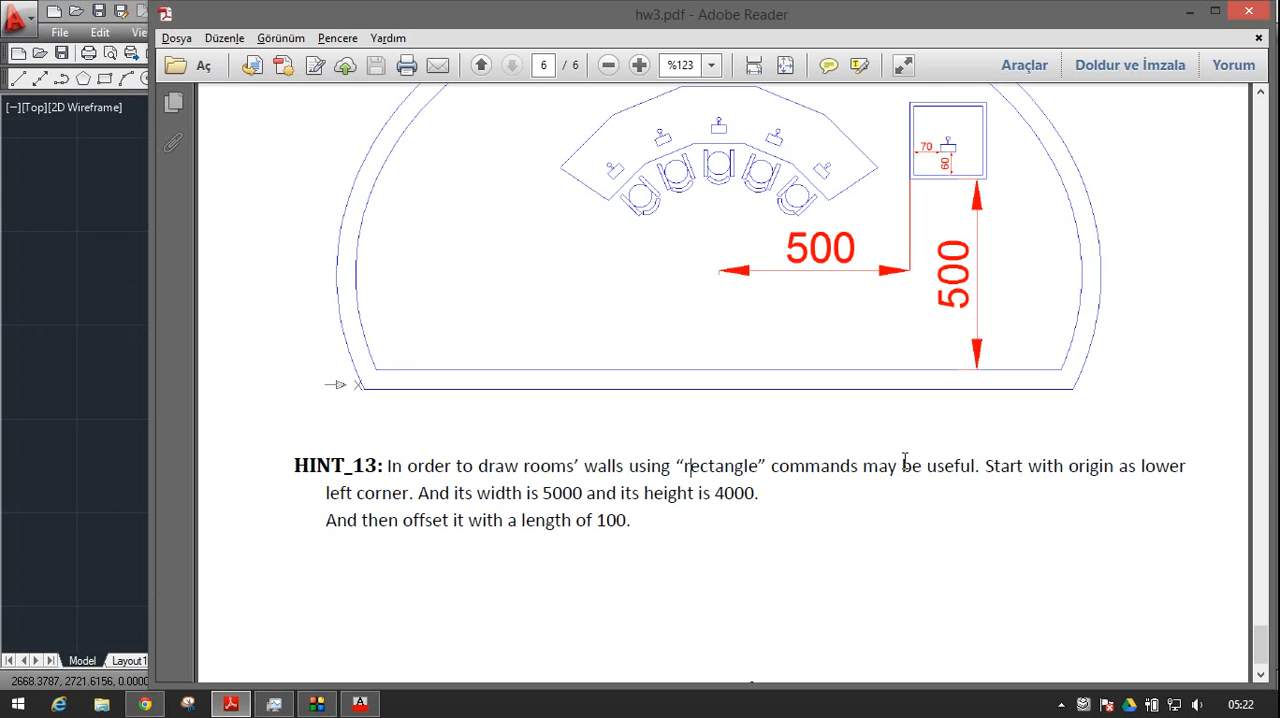 hw3.pdf - Adobe Reader
File Edit
Dosya Düzenle Görünüm Pencere Yardım
Aç 6 / 6 %123 Araçlar Doldur ve İmzala Yorum
[−][Top][2D Wireframe]
70
60
500
500
X
HINT_13: In order to draw rooms’ walls using “rectangle” commands may be useful. Start with origin as lower
left corner. And its width is 5000 and its height is 4000.
And then offset it with a length of 100.
Model Layout1
2668.3787, 2721.6156, 0.0000
05:22